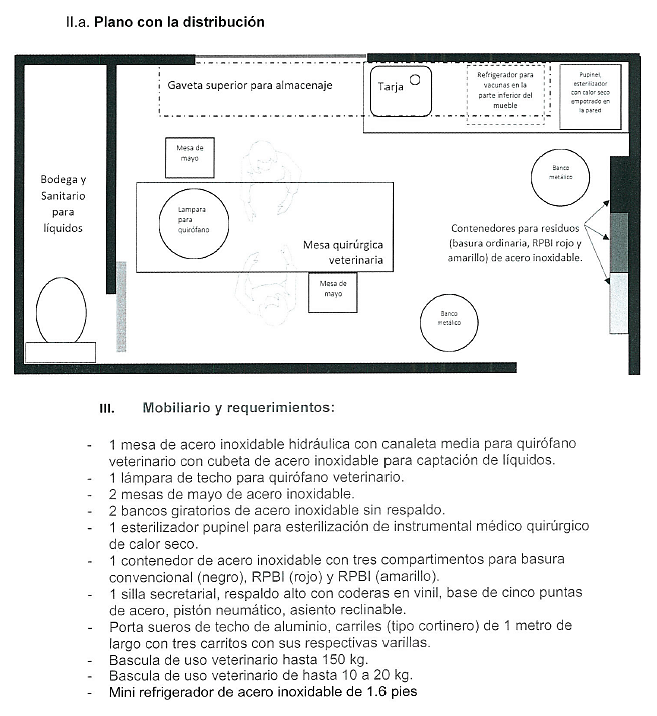 II.a. Plano con la distribución
Gaveta superior para almacenaje
Tarja
Refrigerador para
vacunas en la
parte inferior del
mueble
Pupinel,
esterilizador
con calor seco
empotrado en
la pared
Mesa de
mayo
Banco
metálico
Bodega y
Sanitario
para
líquidos
Lampara
para
quirófano
Mesa quirúrgica
veterinaria
Contenedores para residuos
(basura ordinaria, RPBI rojo y
amarillo) de acero inoxidable.
Mesa de
mayo
Banco
metálico
III. Mobiliario y requerimientos:
- 1 mesa de acero inoxidable hidráulica con canaleta media para quirófano
veterinario con cubeta de acero inoxidable para captación de líquidos.
- 1 lámpara de techo para quirófano veterinario.
- 2 mesas de mayo de acero inoxidable.
- 2 bancos giratorios de acero inoxidable sin respaldo.
- 1 esterilizador pupinel para esterilización de instrumental médico quirúrgico
de calor seco.
- 1 contenedor de acero inoxidable con tres compartimentos para basura
convencional (negro), RPBI (rojo) y RPBI (amarillo).
- 1 silla secretarial, respaldo alto con coderas en vinil, base de cinco puntas
de acero, pistón neumático, asiento reclinable.
- Porta sueros de techo de aluminio, carriles (tipo cortinero) de 1 metro de
largo con tres carritos con sus respectivas varillas.
- Bascula de uso veterinario hasta 150 kg.
- Bascula de uso veterinario de hasta 10 a 20 kg.
- Mini refrigerador de acero inoxidable de 1.6 pies